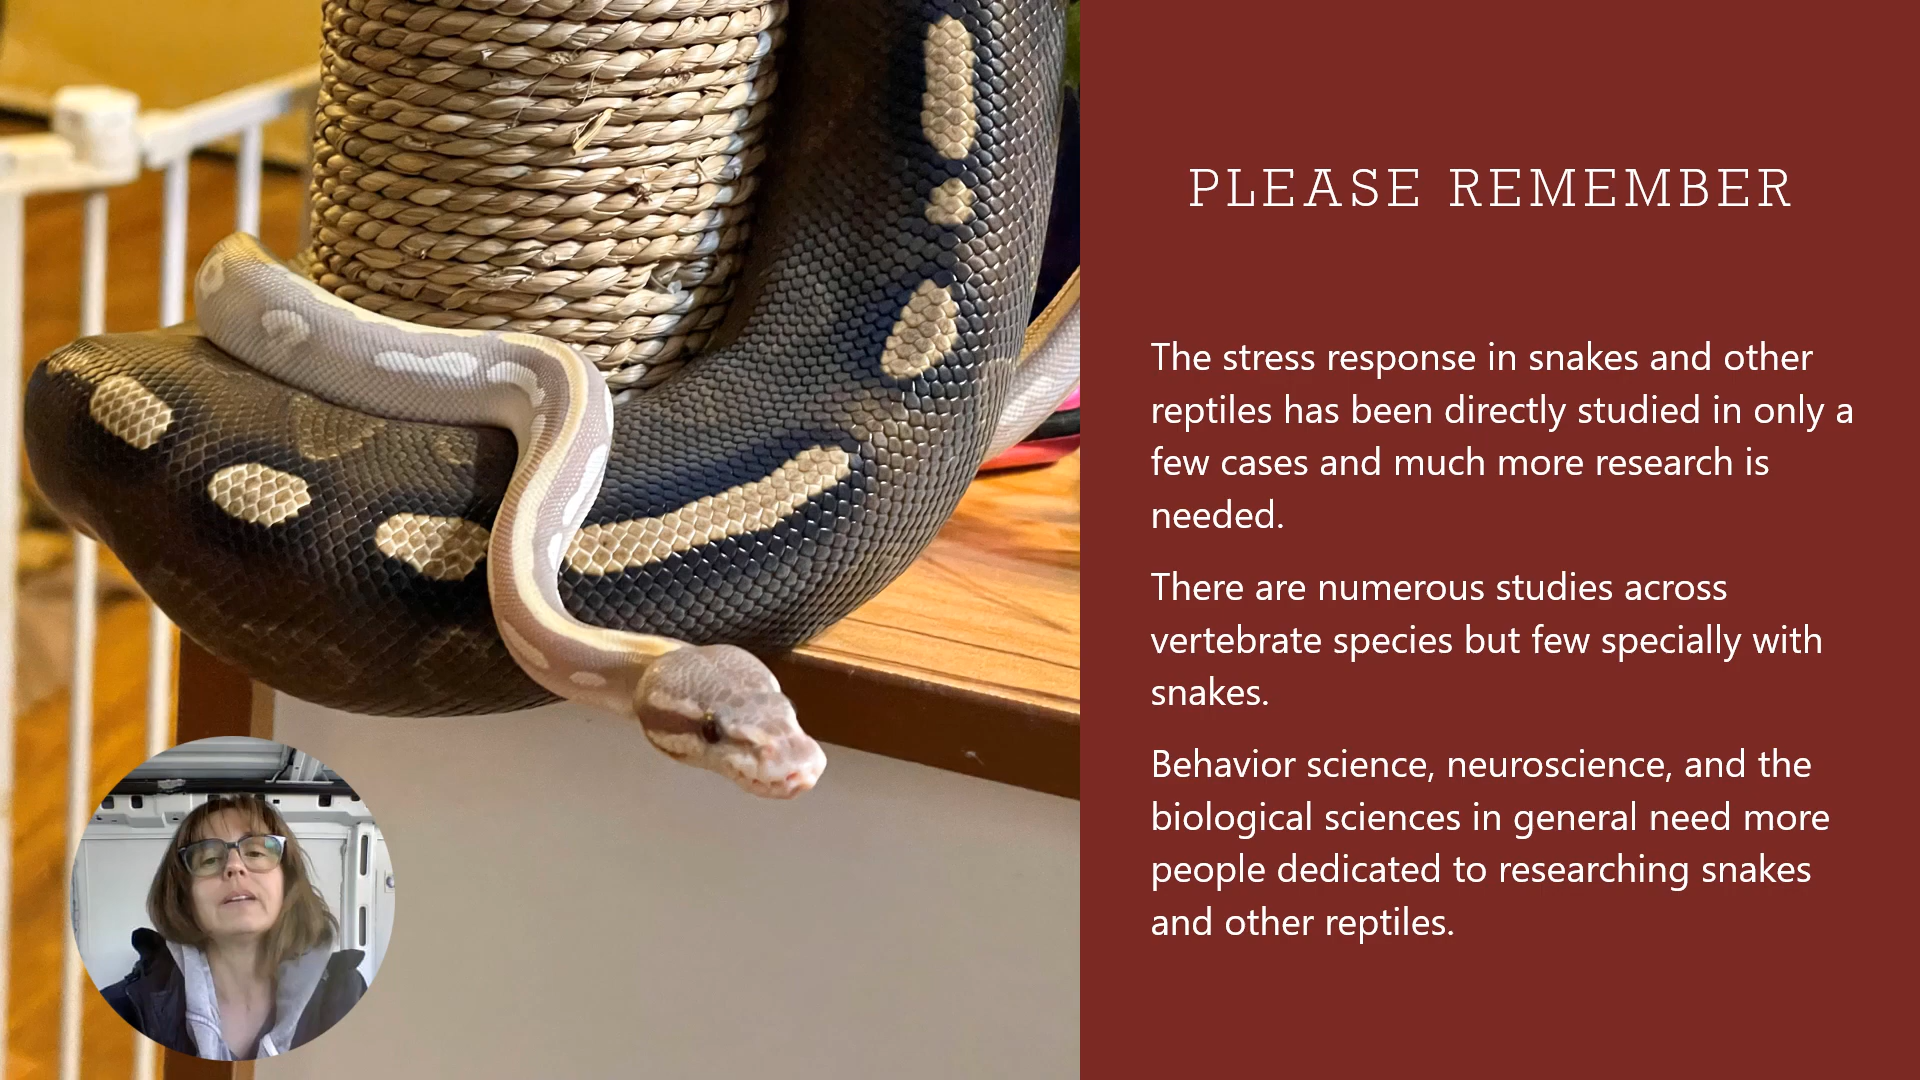 PLEASE REMEMBER
The stress response in snakes and other
reptiles has been directly studied in only a
few cases and much more research is
needed.
There are numerous studies across
vertebrate species but few specially with
snakes.
Behavior science, neuroscience, and the
biological sciences in general need more
people dedicated to researching snakes
and other reptiles.